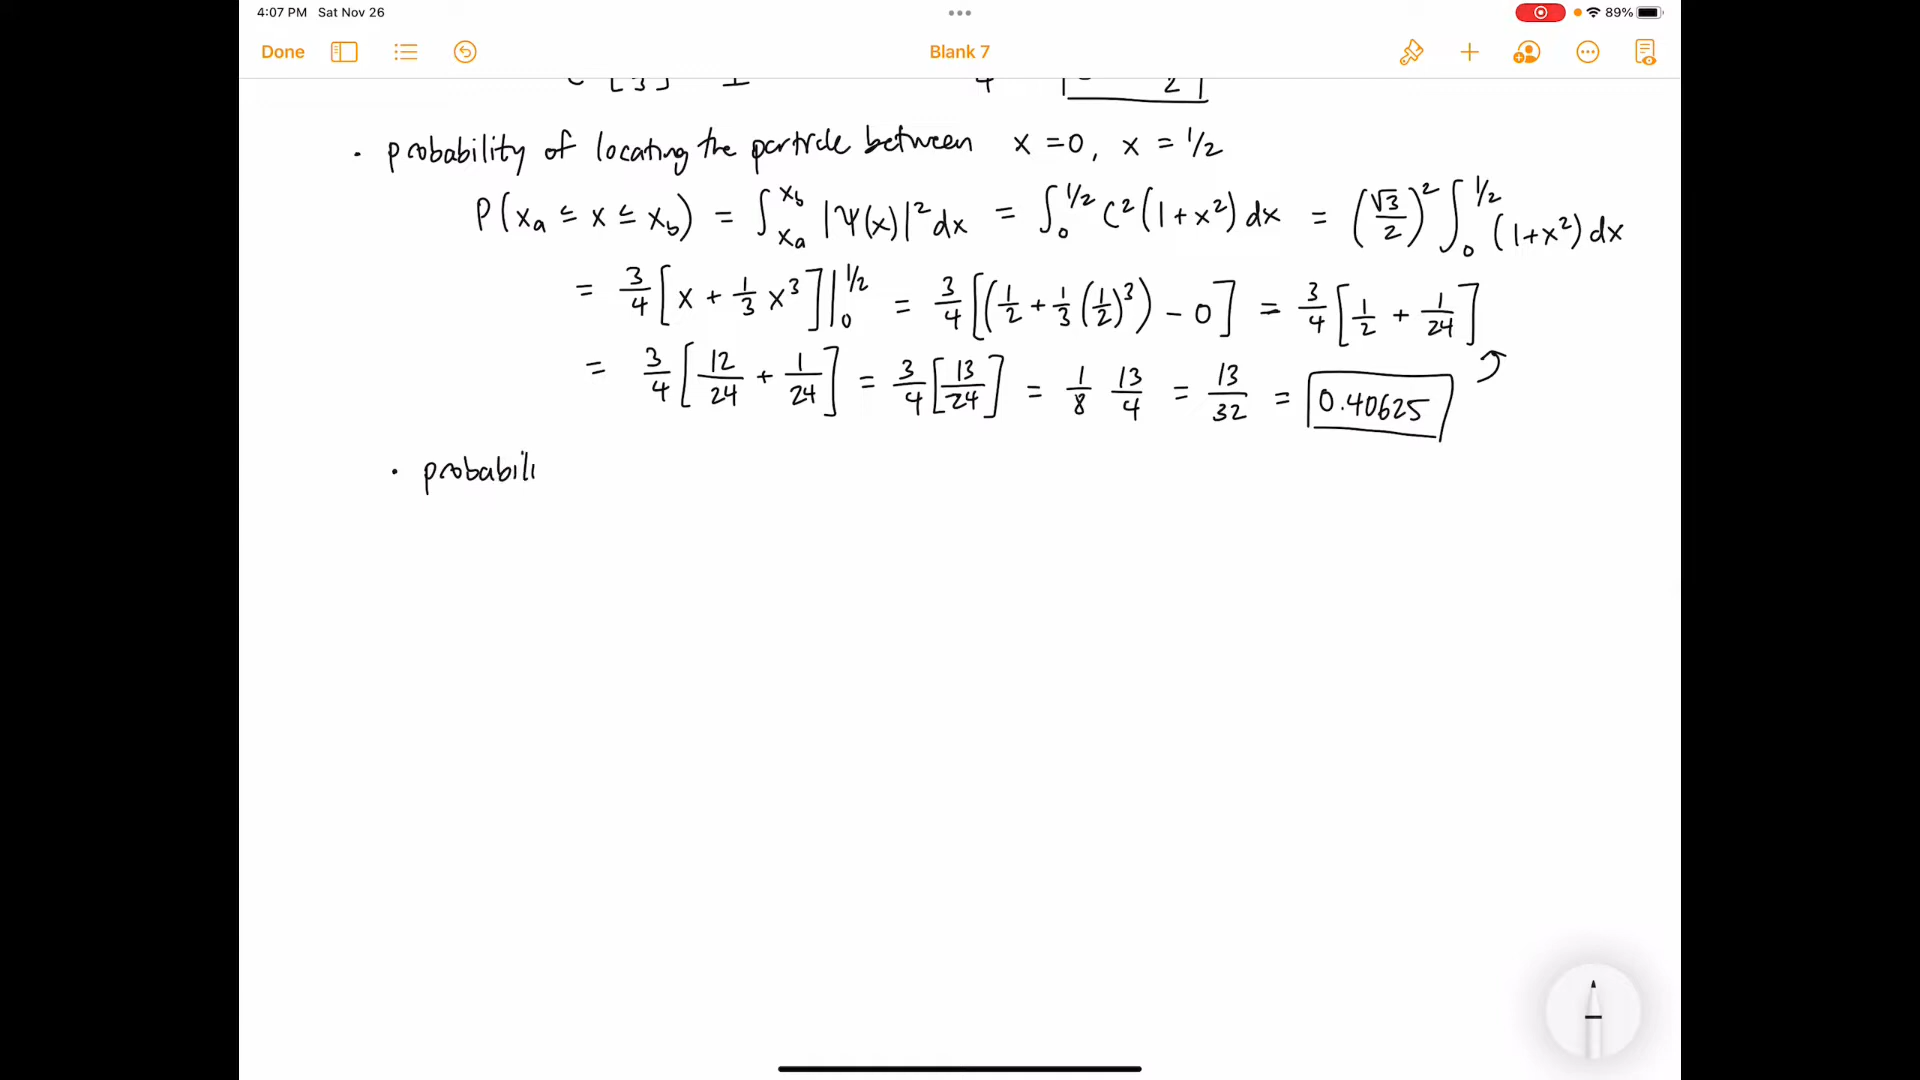 4:07 PM Sat Nov 26
89%
Done
Blank 7
4 2
· probability of locating the particle between x = 0, x = 1/2
P(xₐ ≤ x ≤ x_b) = ∫_{xₐ}^{x_b} |Ψ(x)|² dx = ∫₀^{1/2} C²(1+x²) dx = (√3/2)² ∫₀^{1/2} (1+x²) dx
= 3/4 [x + 1/3 x³]|₀^{1/2} = 3/4 [(1/2 + 1/3 (1/2)³) − 0] = 3/4 [1/2 + 1/24]
= 3/4 [12/24 + 1/24] = 3/4 [13/24] = 1/8 13/4 = 13/32 = 0.40625
· probabili